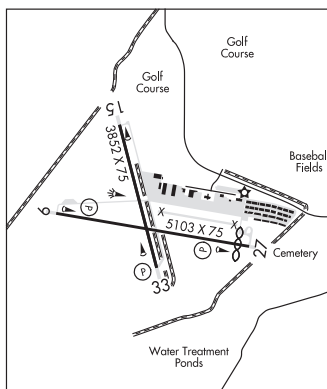 Golf
Course
Golf
Course
15
3852 X 75
Baseball
Fields
9
P
X
X
5103 X 75
P
27
P
33
Cemetery
Water Treatment
Ponds